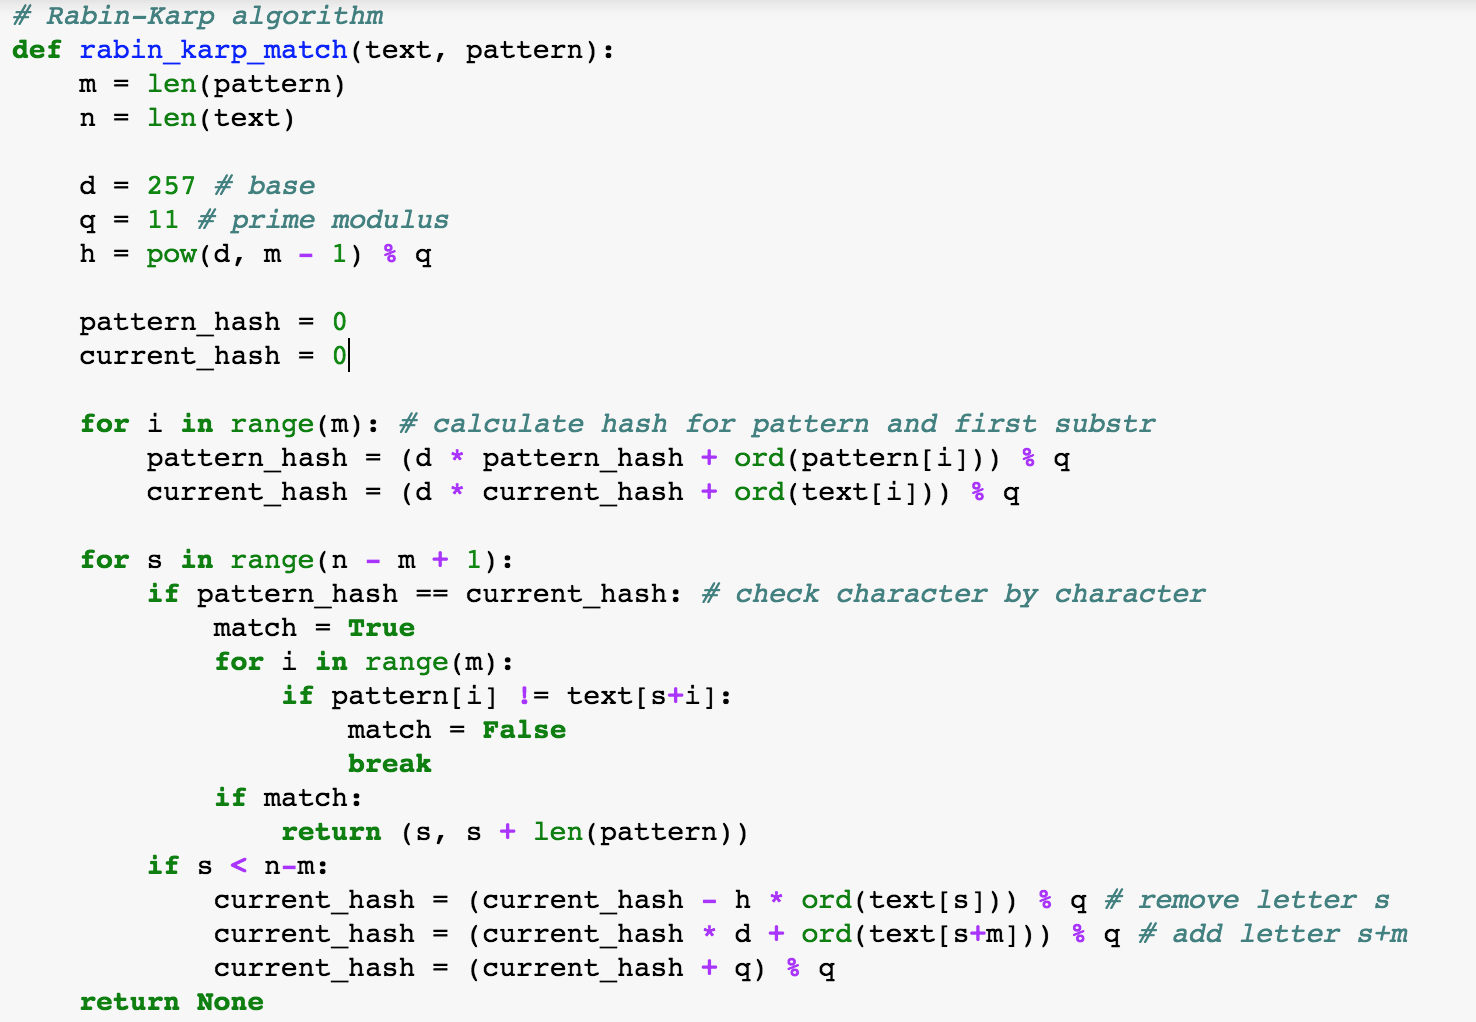 # Rabin-Karp algorithm
def rabin_karp_match(text, pattern):
    m = len(pattern)
    n = len(text)

    d = 257 # base
    q = 11 # prime modulus
    h = pow(d, m - 1) % q

    pattern_hash = 0
    current_hash = 0

    for i in range(m): # calculate hash for pattern and first substr
        pattern_hash = (d * pattern_hash + ord(pattern[i])) % q
        current_hash = (d * current_hash + ord(text[i])) % q

    for s in range(n - m + 1):
        if pattern_hash == current_hash: # check character by character
            match = True
            for i in range(m):
                if pattern[i] != text[s+i]:
                    match = False
                    break
            if match:
                return (s, s + len(pattern))
        if s < n-m:
            current_hash = (current_hash - h * ord(text[s])) % q # remove letter s
            current_hash = (current_hash * d + ord(text[s+m])) % q # add letter s+m
            current_hash = (current_hash + q) % q
    return None